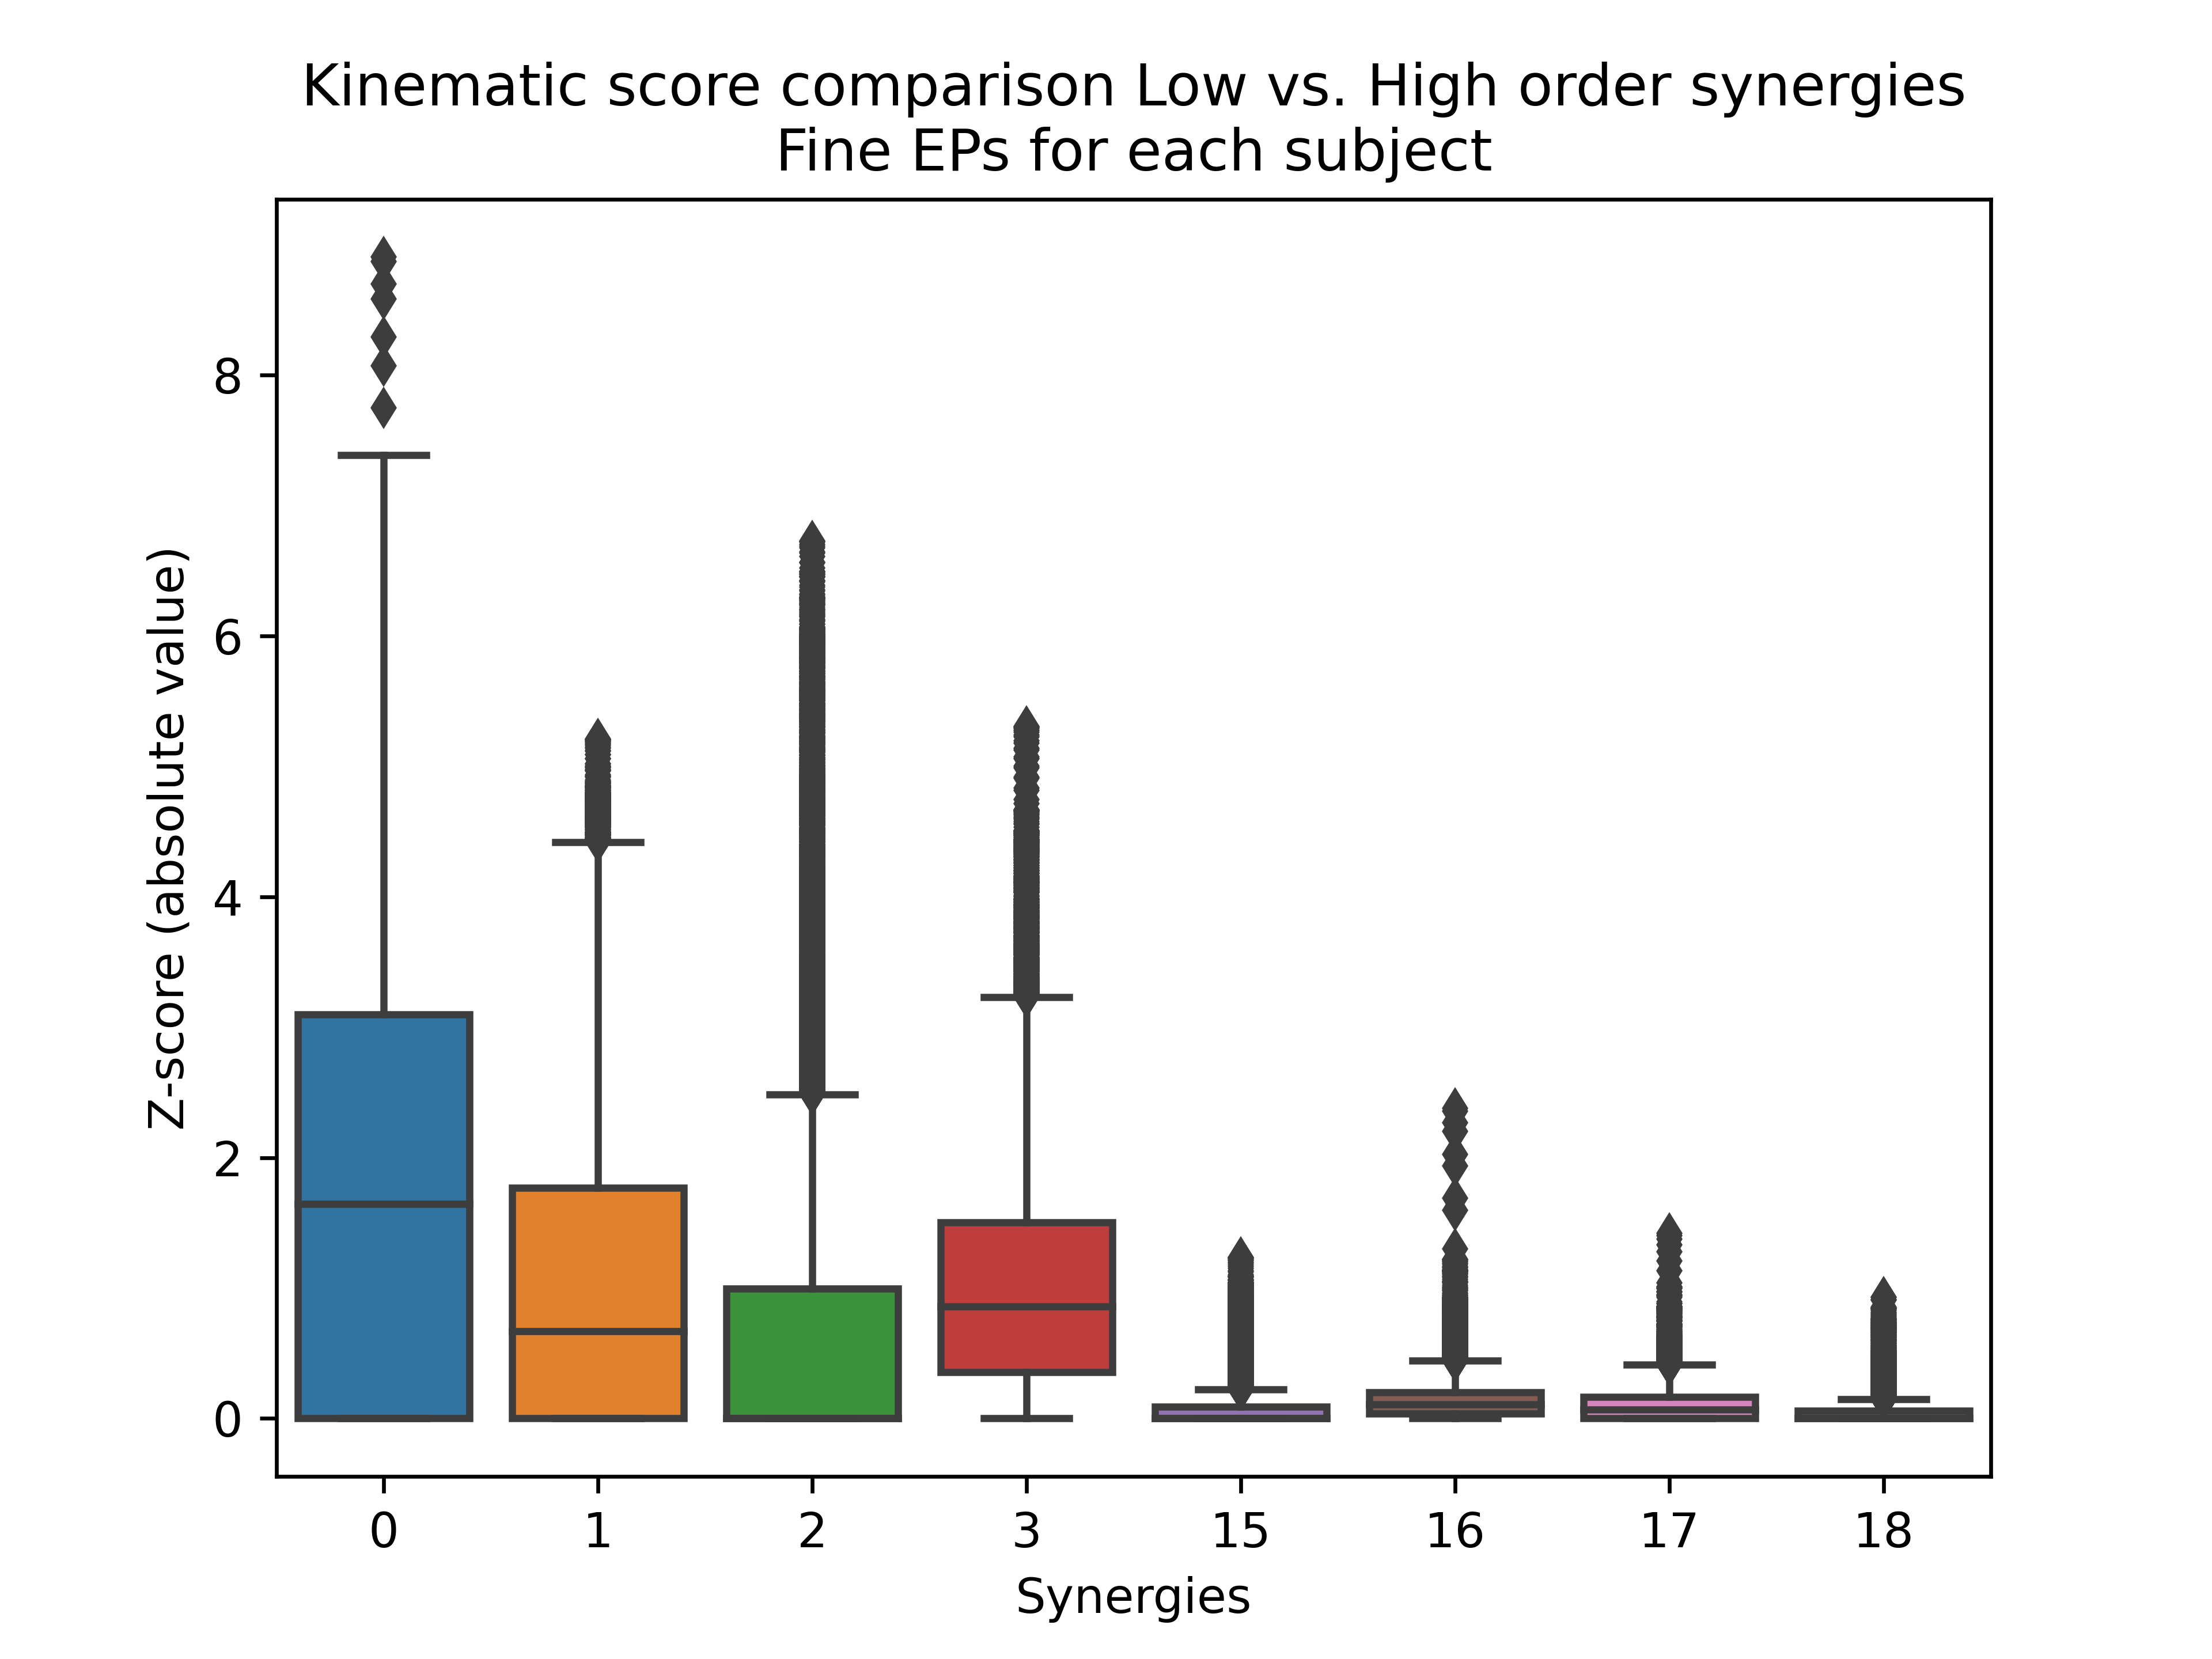 Kinematic score comparison Low vs. High order synergies
Fine EPs for each subject
Z-score (absolute value)
8
6
4
2
0
0 1 2 3 15 16 17 18
Synergies